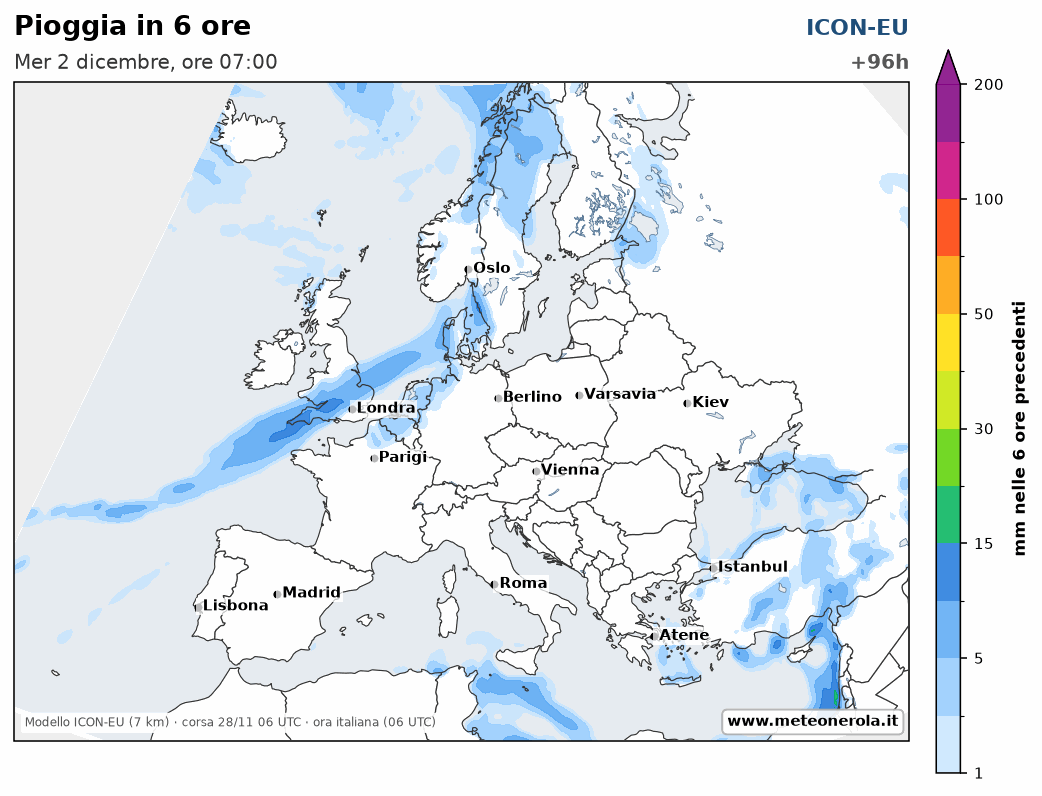 Pioggia in 6 ore
ICON-EU
Mer 2 dicembre, ore 07:00
+96h
200
100
50
30
15
5
1
mm nelle 6 ore precedenti
Oslo
Londra
Berlino
Varsavia
Kiev
Parigi
Vienna
Istanbul
Roma
Madrid
Lisbona
Atene
Modello ICON-EU (7 km) · corsa 28/11 06 UTC · ora italiana (06 UTC)
www.meteonerola.it